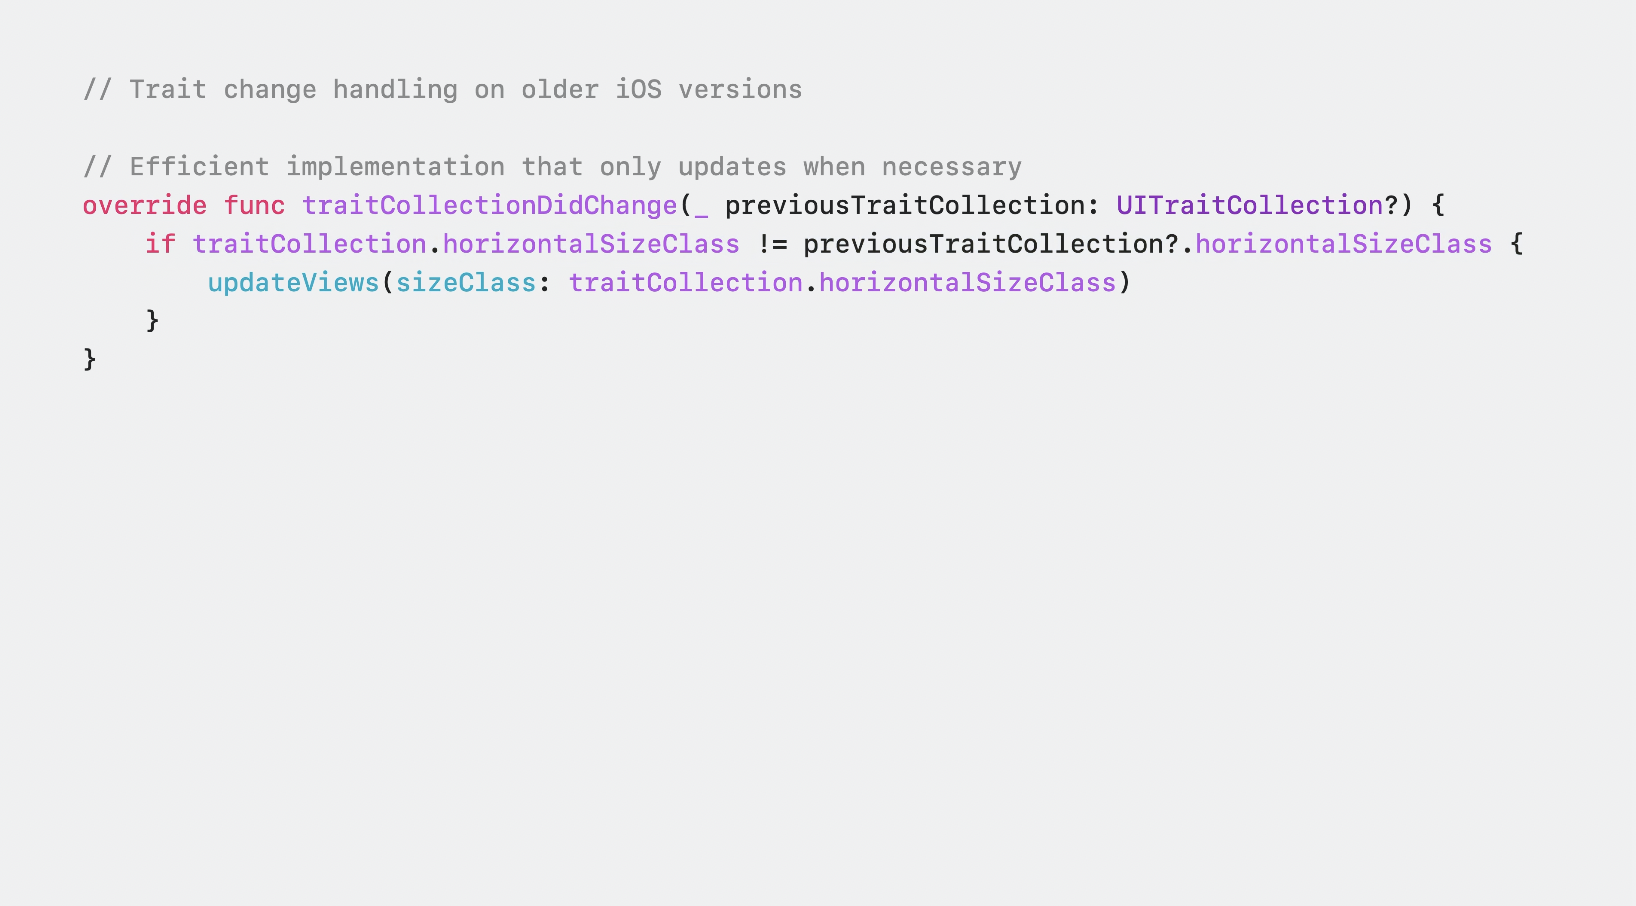 // Trait change handling on older iOS versions
// Efficient implementation that only updates when necessary
override func traitCollectionDidChange(_ previousTraitCollection: UITraitCollection?) {
    if traitCollection.horizontalSizeClass != previousTraitCollection?.horizontalSizeClass {
        updateViews(sizeClass: traitCollection.horizontalSizeClass)
    }
}